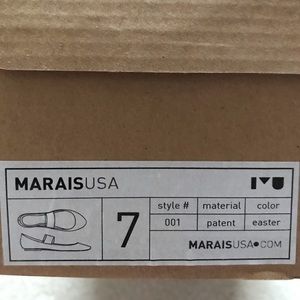 MARAISUSA
7
style # material color
001 patent easter
MARAISUSA•COM